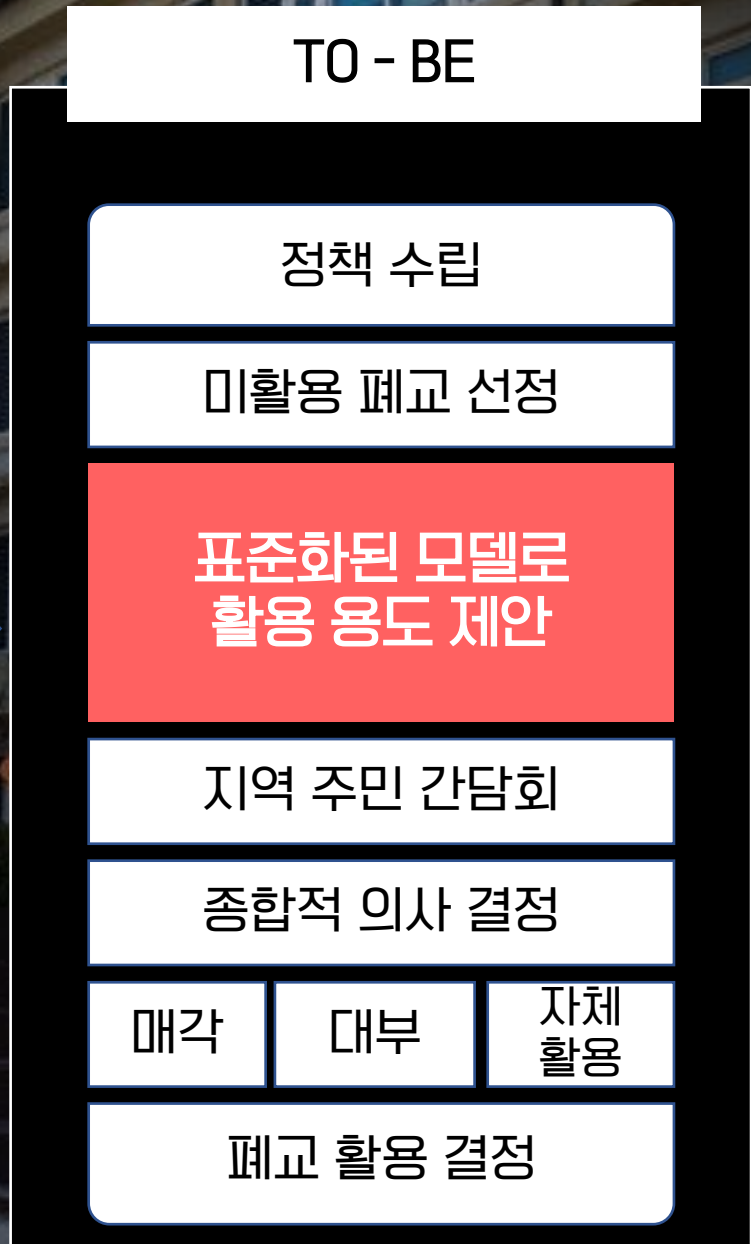 TO - BE
정책 수립
미활용 폐교 선정
표준화된 모델로
활용 용도 제안
지역 주민 간담회
종합적 의사 결정
매각
대부
자체
활용
폐교 활용 결정